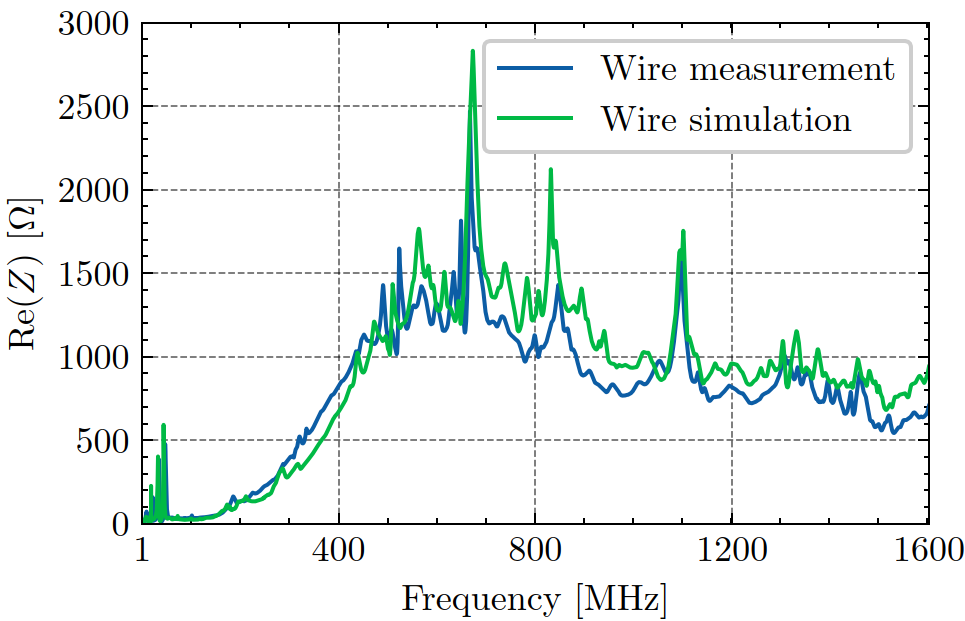 3000
2500
2000
1500
1000
500
0
Re(Z) [Ω]
Wire measurement
Wire simulation
1 400 800 1200 1600
Frequency [MHz]